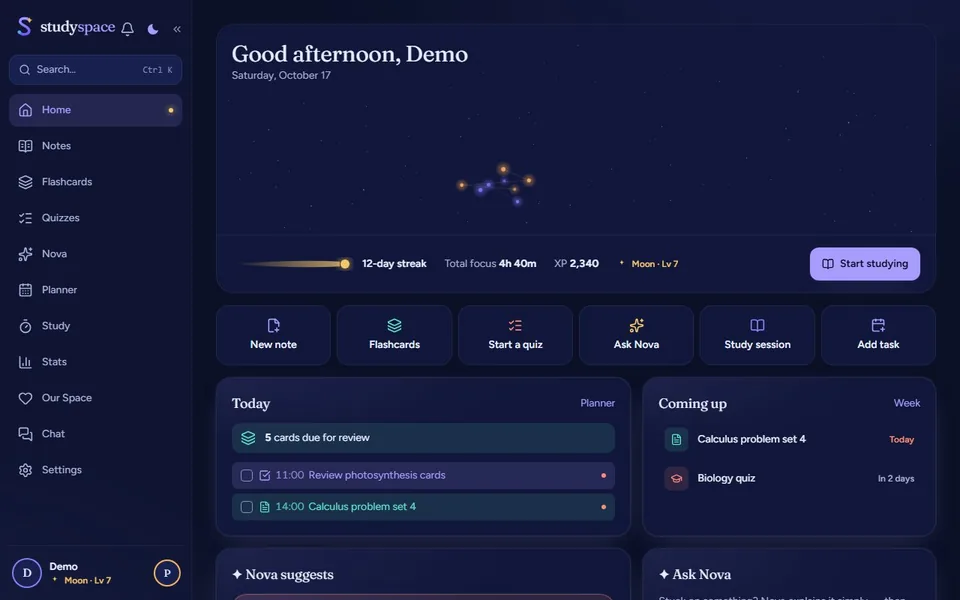 studyspace
Search... Ctrl K
Home
Notes
Flashcards
Quizzes
Nova
Planner
Study
Stats
Our Space
Chat
Settings
D
Demo
Moon · Lv 7
P
Good afternoon, Demo
Saturday, October 17
12-day streak Total focus 4h 40m XP 2,340 Moon · Lv 7
Start studying
New note
Flashcards
Start a quiz
Ask Nova
Study session
Add task
Today Planner
5 cards due for review
11:00 Review photosynthesis cards
14:00 Calculus problem set 4
Coming up Week
Calculus problem set 4 Today
Biology quiz In 2 days
Nova suggests
Ask Nova